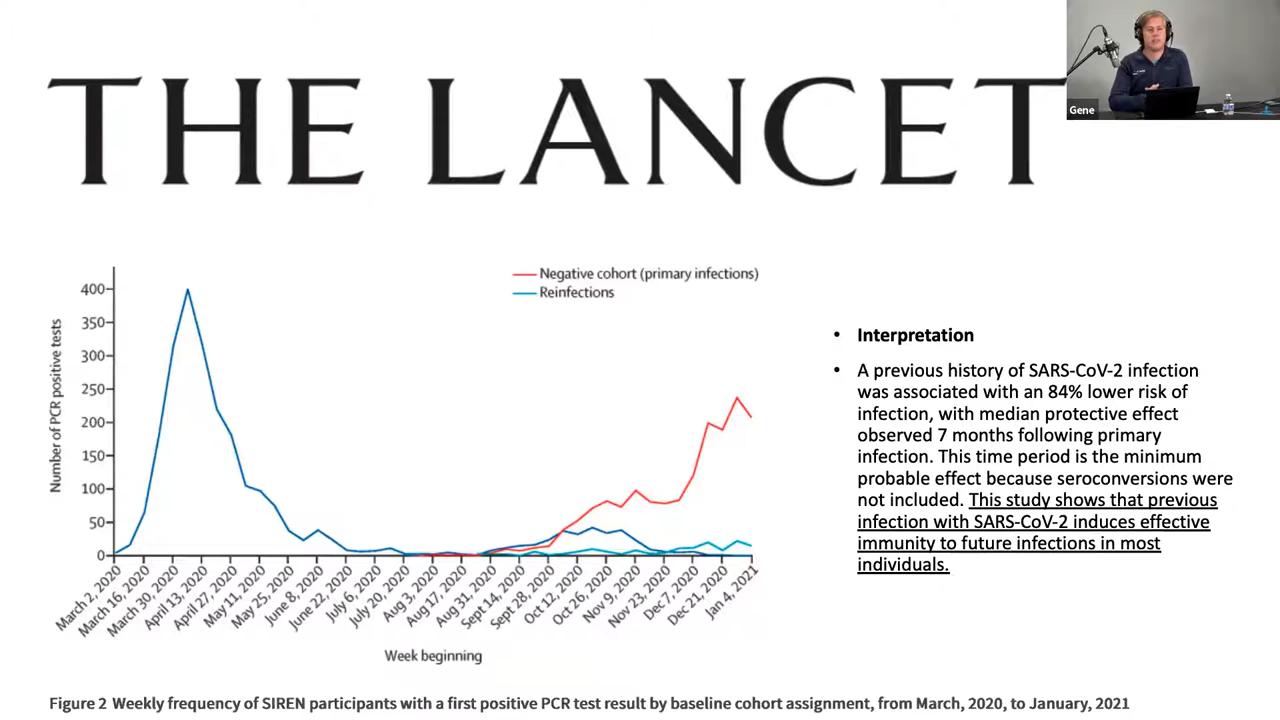 THE LANCET
Gene
Negative cohort (primary infections)
Reinfections
Number of PCR positive tests
400
350
300
250
200
150
100
50
0
March 2, 2020
March 16, 2020
March 30, 2020
April 13, 2020
April 27, 2020
May 11, 2020
May 25, 2020
June 8, 2020
June 22, 2020
July 6, 2020
July 20, 2020
Aug 3, 2020
Aug 17, 2020
Aug 31, 2020
Sept 14, 2020
Sept 28, 2020
Oct 12, 2020
Oct 26, 2020
Nov 9, 2020
Nov 23, 2020
Dec 7, 2020
Dec 21, 2020
Jan 4, 2021
Week beginning
• Interpretation
• A previous history of SARS-CoV-2 infection
was associated with an 84% lower risk of
infection, with median protective effect
observed 7 months following primary
infection. This time period is the minimum
probable effect because seroconversions were
not included. This study shows that previous
infection with SARS-CoV-2 induces effective
immunity to future infections in most
individuals.
Figure 2 Weekly frequency of SIREN participants with a first positive PCR test result by baseline cohort assignment, from March, 2020, to January, 2021